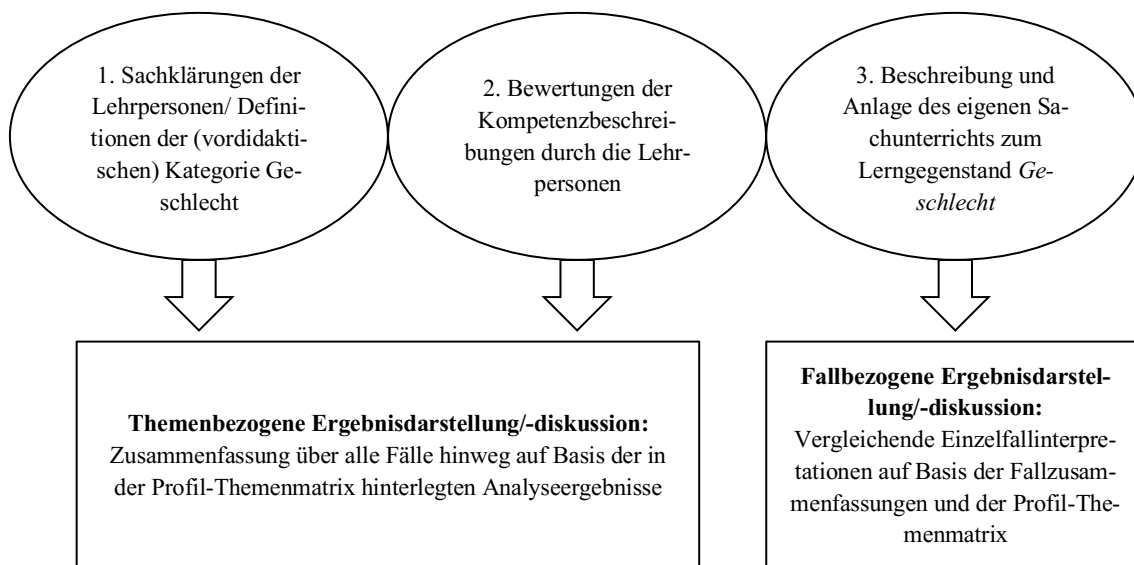 1. Sachklärungen der
Lehrpersonen/ Defini-
tionen der (vordidakti-
schen) Kategorie Ge-
schlecht
2. Bewertungen der
Kompetenzbeschrei-
bungen durch die Lehr-
personen
3. Beschreibung und
Anlage des eigenen Sa-
chunterrichts zum
Lerngegenstand Ge-
schlecht
Themenbezogene Ergebnisdarstellung/-diskussion:
Zusammenfassung über alle Fälle hinweg auf Basis der in
der Profil-Themenmatrix hinterlegten Analyseergebnisse
Fallbezogene Ergebnisdarstel-
lung/-diskussion:
Vergleichende Einzelfallinterpre-
tationen auf Basis der Fallzusam-
menfassungen und der Profil-The-
menmatrix